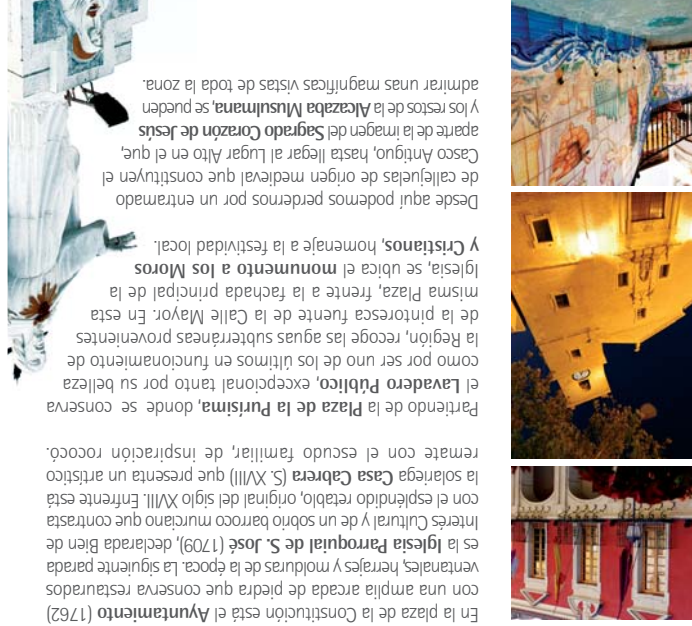 En la plaza de la Constitución está el Ayuntamiento (1762)
con una amplia arcada de piedra que conserva restaurados
ventanales, herrajes y molduras de la época. La siguiente parada
es la Iglesia Parroquial de S. José (1709), declarada Bien de
Interés Cultural y de un sobrio barroco murciano que contrasta
con el espléndido retablo, original del siglo XVIII. Enfrente está
la solariega Casa Cabrera (S. XVIII) que presenta un artístico
remate con el escudo familiar, de inspiración rococó.
Partiendo de la Plaza de la Purísima, donde se conserva
el Lavadero Público, excepcional tanto por su belleza
como por ser uno de los últimos en funcionamiento de
la Región, recoge las aguas subterráneas provenientes
de la pintoresca fuente de la Calle Mayor. En esta
misma Plaza, frente a la fachada principal de la
Iglesia, se ubica el monumento a los Moros
y Cristianos, homenaje a la festividad local.
Desde aquí podemos perdernos por un entramado
de callejuelas de origen medieval que constituyen el
Casco Antiguo, hasta llegar al Lugar Alto en el que,
aparte de la imagen del Sagrado Corazón de Jesús
y los restos de la Alcazaba Musulmana, se pueden
admirar unas magníficas vistas de toda la zona.